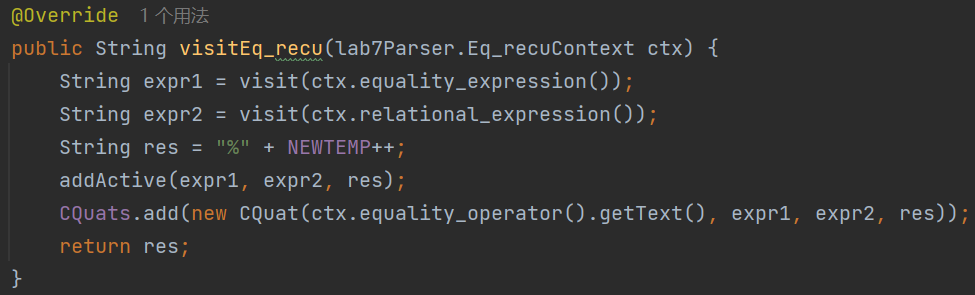 @Override 1个用法
public String visitEq_recu(lab7Parser.Eq_recuContext ctx) {
    String expr1 = visit(ctx.equality_expression());
    String expr2 = visit(ctx.relational_expression());
    String res = "%" + NEWTEMP++;
    addActive(expr1, expr2, res);
    CQuats.add(new CQuat(ctx.equality_operator().getText(), expr1, expr2, res));
    return res;
}